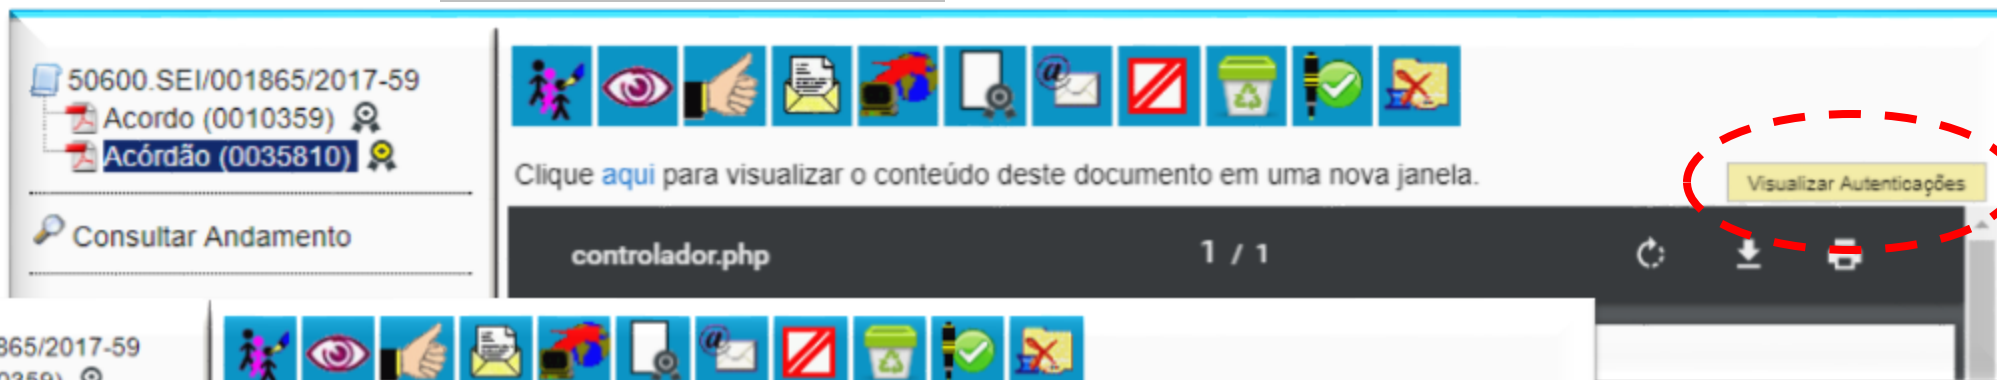 50600.SEI/001865/2017-59
Acordo (0010359)
Acórdão (0035810)
Consultar Andamento
Clique aqui para visualizar o conteúdo deste documento em uma nova janela.
Visualizar Autenticações
controlador.php
1 / 1
865/2017-59
0359)